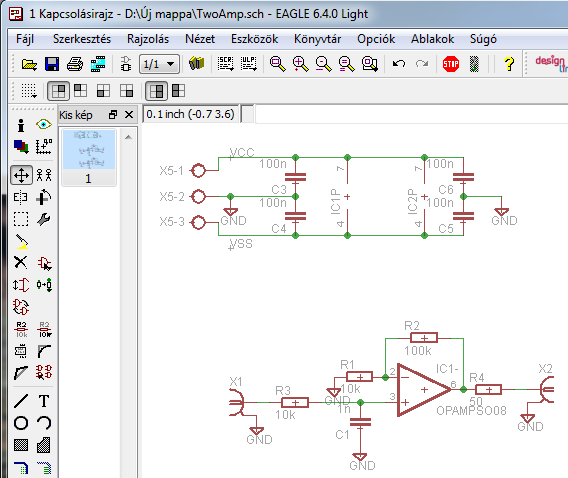 1 Kapcsolásirajz - D:\Új mappa\TwoAmp.sch - EAGLE 6.4.0 Light
Fájl Szerkesztés Rajzolás Nézet Eszközök Könyvtár Opciók Ablakok Súgó
1/1 SCR ULP STOP ? design
Kis kép
0.1 inch (-0.7 3.6)
1
VCC
X5-1 100n 7 7 100n
X5-2 C3 IC1P IC2P C6
GND 100n 100n GND
X5-3 C4 4 4 C5
VSS
R2
100k
R1 2 IC1- X2
X1 10k 6 R4
R3 GND 50
10k 1n 3 OPAMPSO08
GND C1 GND
GND